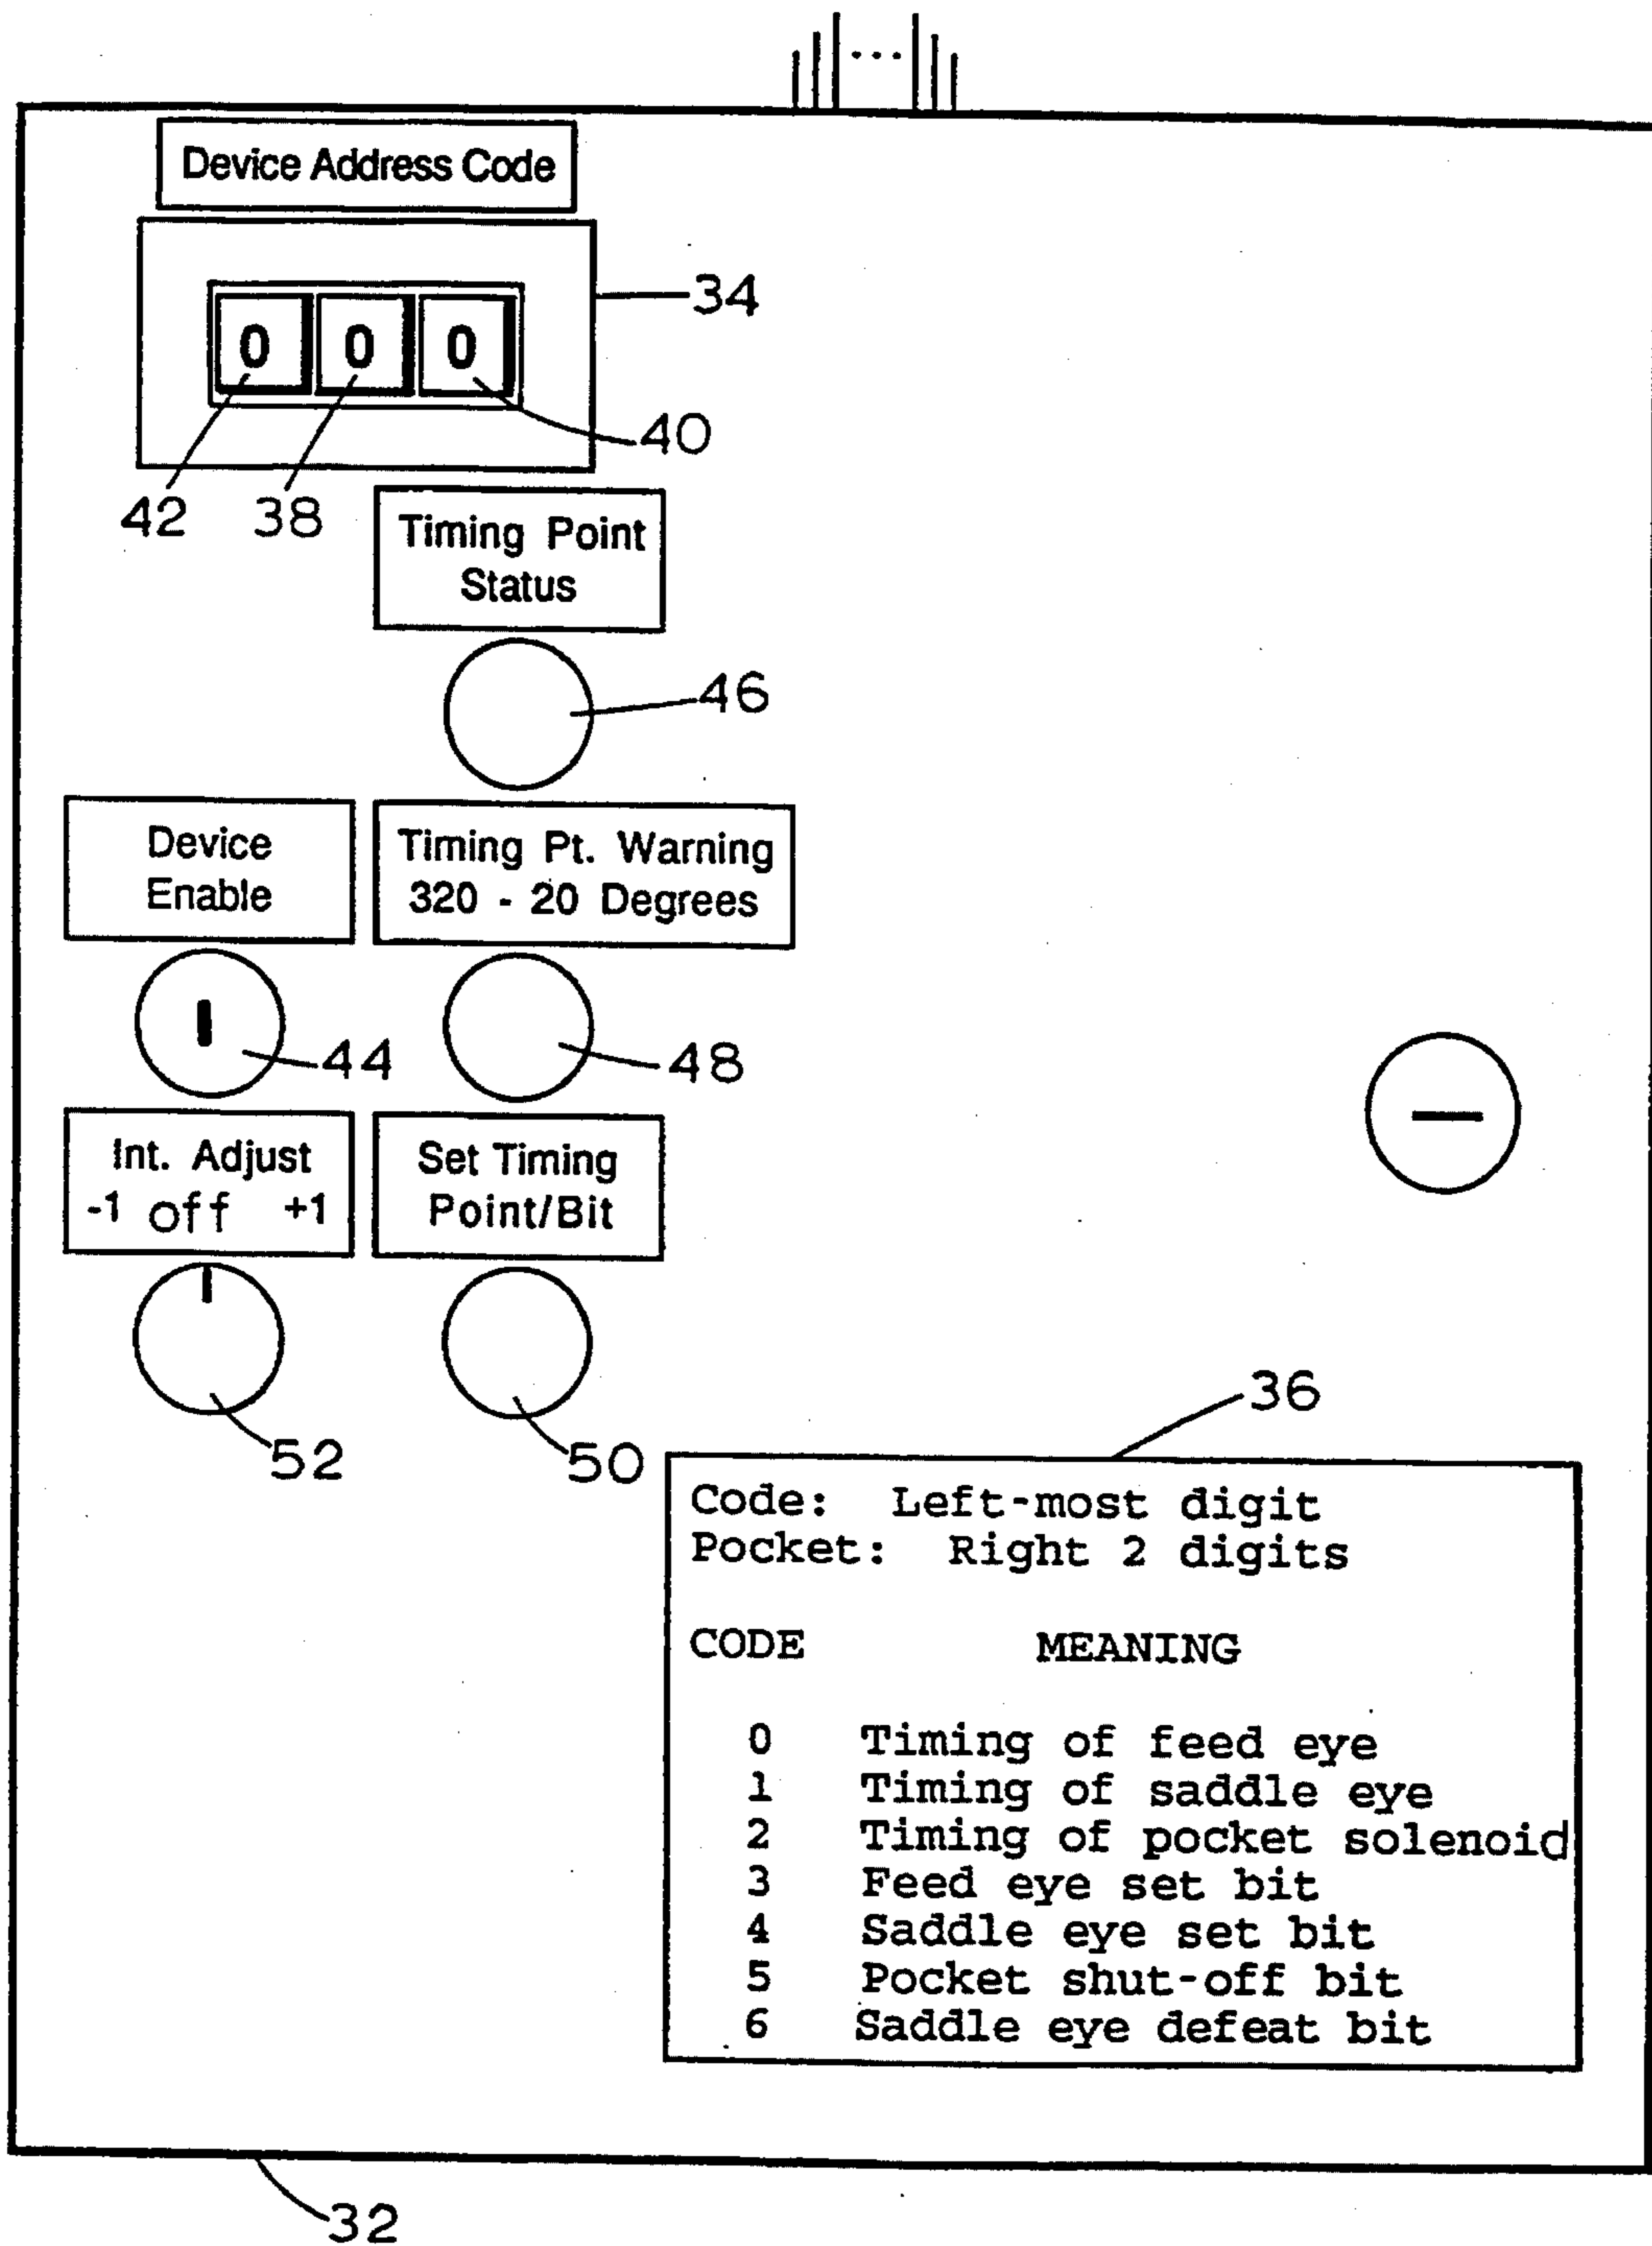 ...
Device Address Code
34
0 0 0
40
42 38
Timing Point
Status
46
Device
Enable
Timing Pt. Warning
320 - 20 Degrees
44
48
Int. Adjust
-1 off +1
Set Timing
Point/Bit
52
50
36
Code: Left-most digit
Pocket: Right 2 digits
CODE MEANING
0 Timing of feed eye
1 Timing of saddle eye
2 Timing of pocket solenoid
3 Feed eye set bit
4 Saddle eye set bit
5 Pocket shut-off bit
6 Saddle eye defeat bit
32